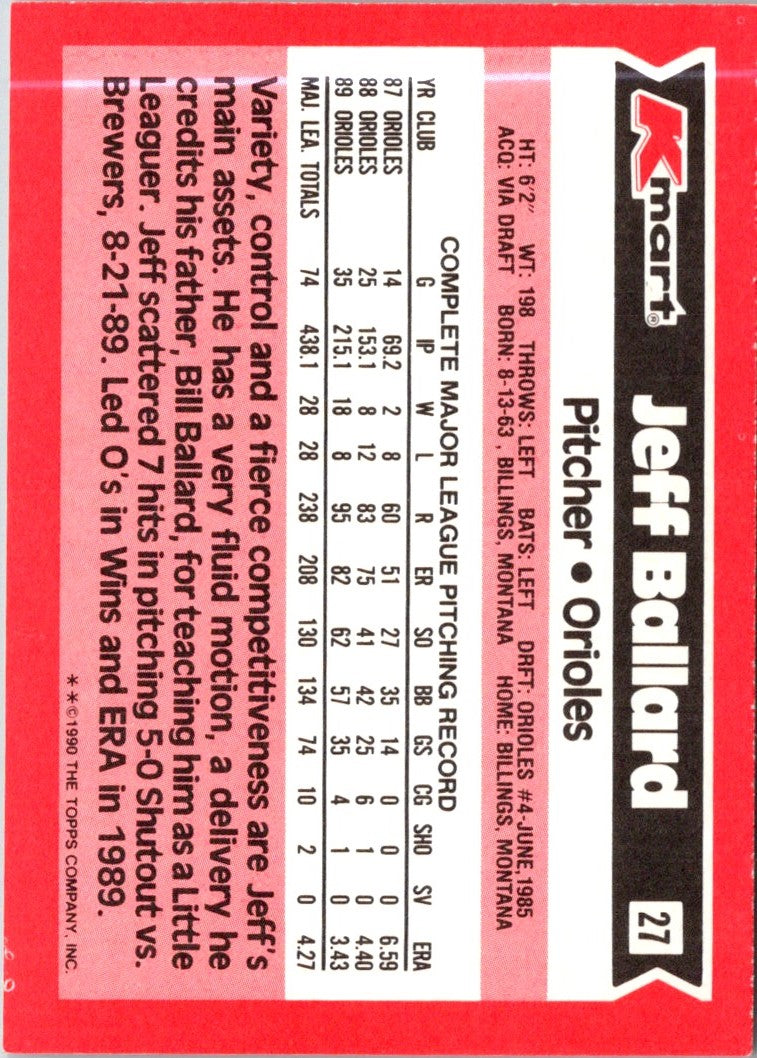 Kmart® Jeff Ballard 27
Pitcher • Orioles
HT: 6'2" WT: 198 THROWS: LEFT BATS: LEFT DRFT: ORIOLES #4-JUNE, 1985
ACQ: VIA DRAFT BORN: 8-13-63, BILLINGS, MONTANA HOME: BILLINGS, MONTANA
COMPLETE MAJOR LEAGUE PITCHING RECORD
YR CLUB G IP W L R ER SO BB GS CG SHO SV ERA
87 ORIOLES 14 69.2 2 8 60 51 27 35 14 0 0 0 6.59
88 ORIOLES 25 153.1 8 12 83 75 41 42 25 6 1 0 4.40
89 ORIOLES 35 215.1 18 8 95 82 62 57 35 4 1 0 3.43
MAJ. LEA. TOTALS 74 438.1 28 28 238 208 130 134 74 10 2 0 4.27
Variety, control and a fierce competitiveness are Jeff's
main assets. He has a very fluid motion, a delivery he
credits his father, Bill Ballard, for teaching him as a Little
Leaguer. Jeff scattered 7 hits in pitching 5-0 Shutout vs.
Brewers, 8-21-89. Led O's in Wins and ERA in 1989.
**©1990 THE TOPPS COMPANY, INC.